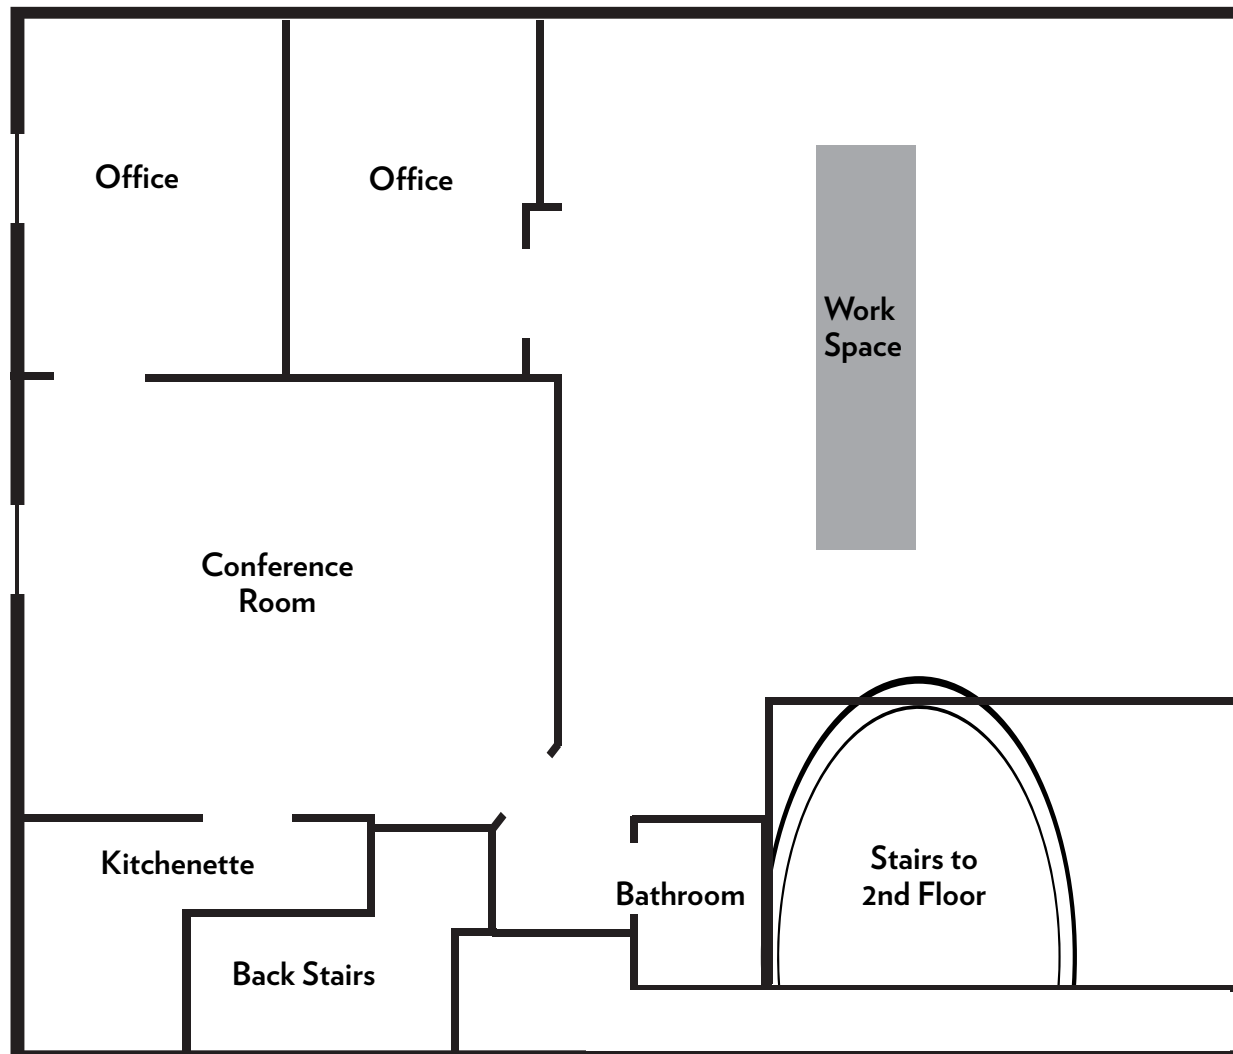 Office
Office
Work
Space
Conference
Room
Kitchenette
Bathroom
Stairs to
2nd Floor
Back Stairs